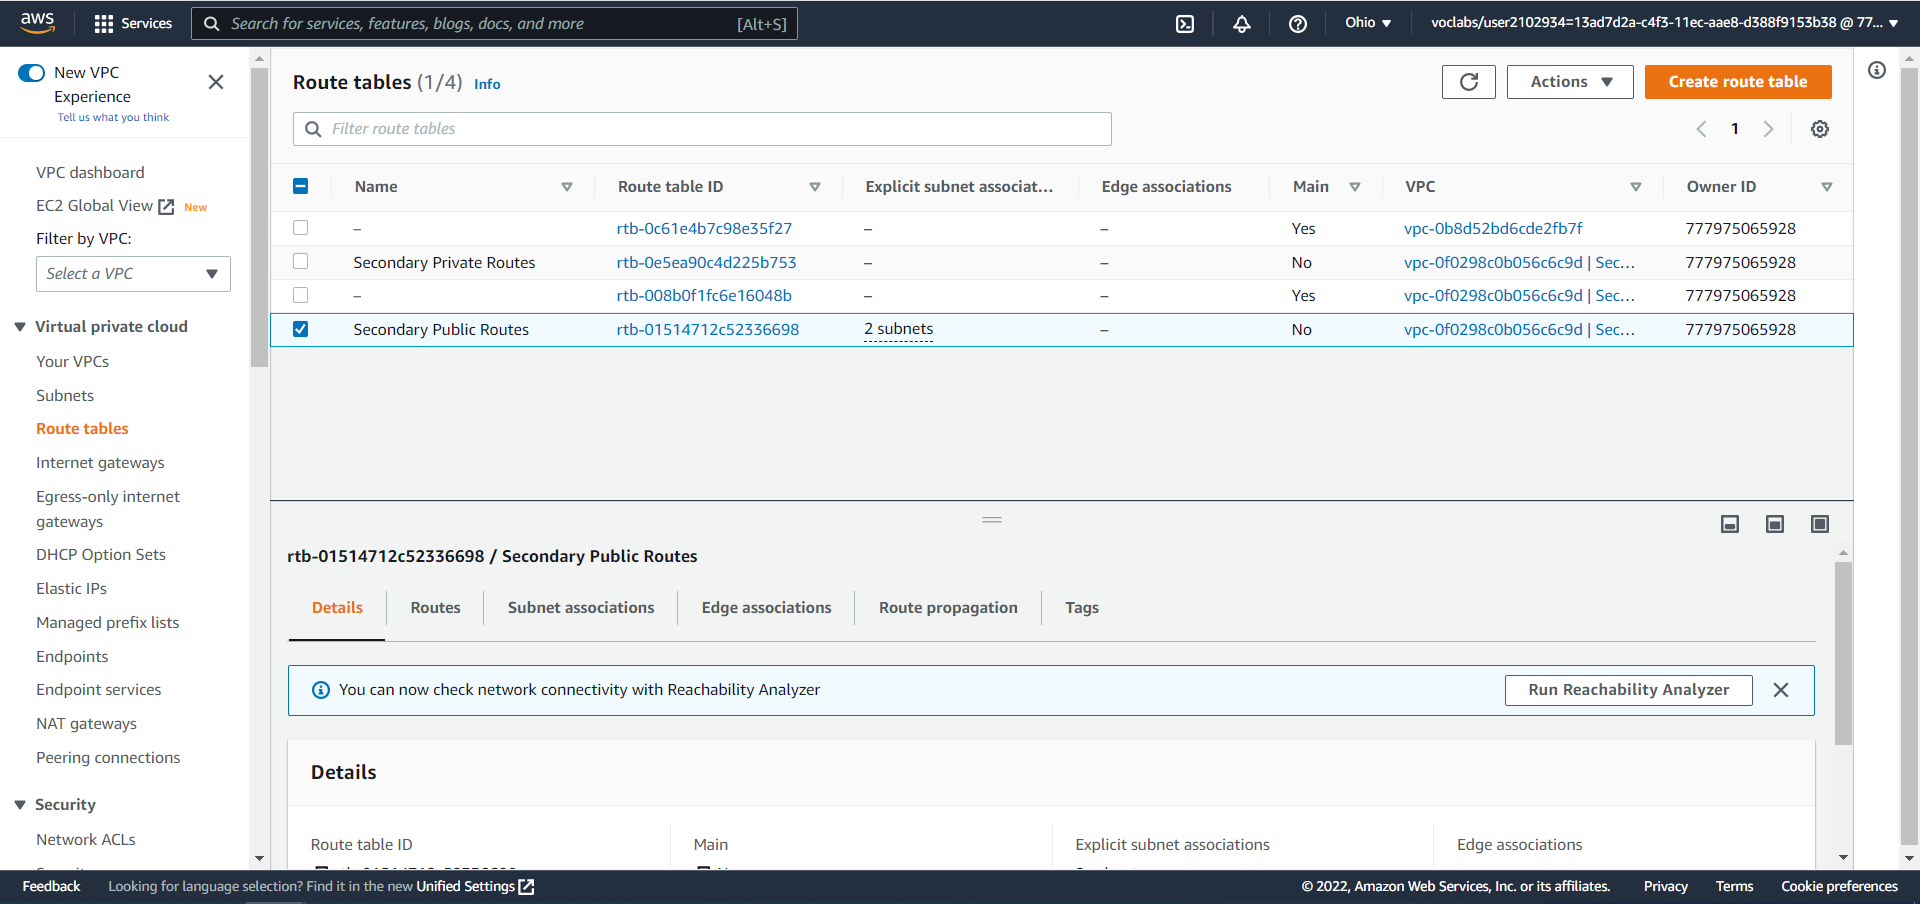 aws
Services
Search for services, features, blogs, docs, and more
[Alt+S]
Ohio
voclabs/user2102934=13ad7d2a-c4f3-11ec-aae8-d388f9153b38 @ 77...
New VPC
Experience
Tell us what you think
VPC dashboard
EC2 Global View New
Filter by VPC:
Select a VPC
Virtual private cloud
Your VPCs
Subnets
Route tables
Internet gateways
Egress-only internet
gateways
DHCP Option Sets
Elastic IPs
Managed prefix lists
Endpoints
Endpoint services
NAT gateways
Peering connections
Security
Network ACLs
Route tables (1/4) Info
Actions
Create route table
Filter route tables
1
Name Route table ID Explicit subnet associat... Edge associations Main VPC Owner ID
– rtb-0c61e4b7c98e35f27 – – Yes vpc-0b8d52bd6cde2fb7f 777975065928
Secondary Private Routes rtb-0e5ea90c4d225b753 – – No vpc-0f0298c0b056c6c9d | Sec... 777975065928
– rtb-008b0f1fc6e16048b – – Yes vpc-0f0298c0b056c6c9d | Sec... 777975065928
Secondary Public Routes rtb-01514712c52336698 2 subnets – No vpc-0f0298c0b056c6c9d | Sec... 777975065928
rtb-01514712c52336698 / Secondary Public Routes
Details Routes Subnet associations Edge associations Route propagation Tags
You can now check network connectivity with Reachability Analyzer
Run Reachability Analyzer
Details
Route table ID Main Explicit subnet associations Edge associations
Feedback Looking for language selection? Find it in the new Unified Settings
© 2022, Amazon Web Services, Inc. or its affiliates. Privacy Terms Cookie preferences